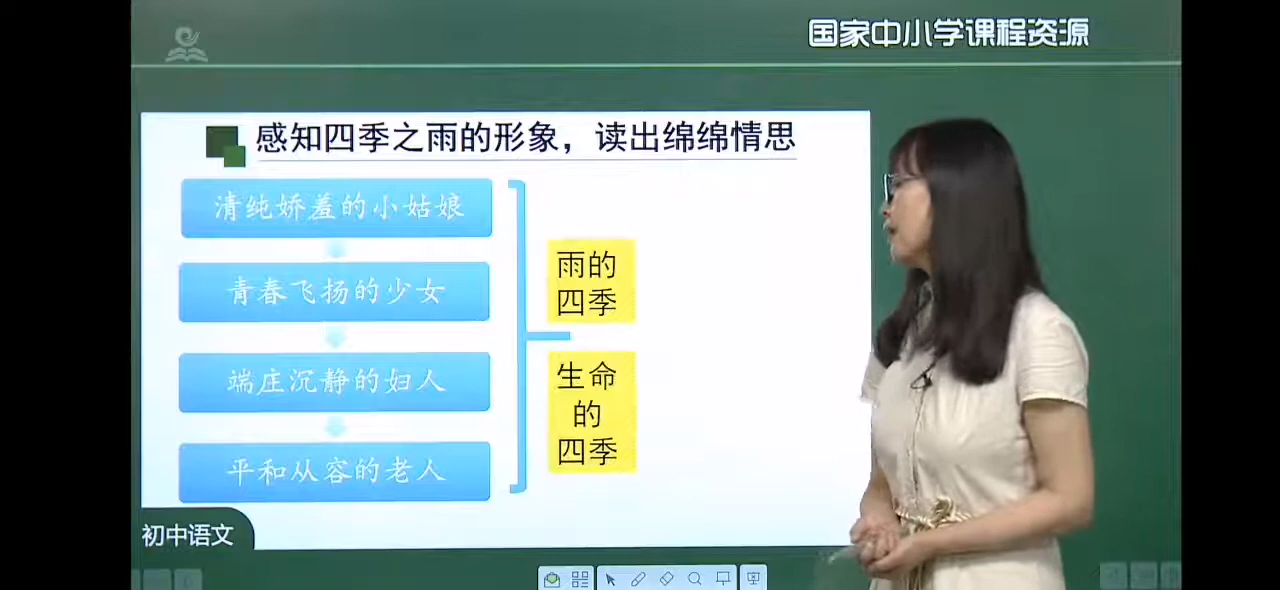 国家中小学课程资源
感知四季之雨的形象，读出绵绵情思
清纯娇羞的小姑娘
青春飞扬的少女
端庄沉静的妇人
平和从容的老人
雨的
四季
生命
的
四季
初中语文